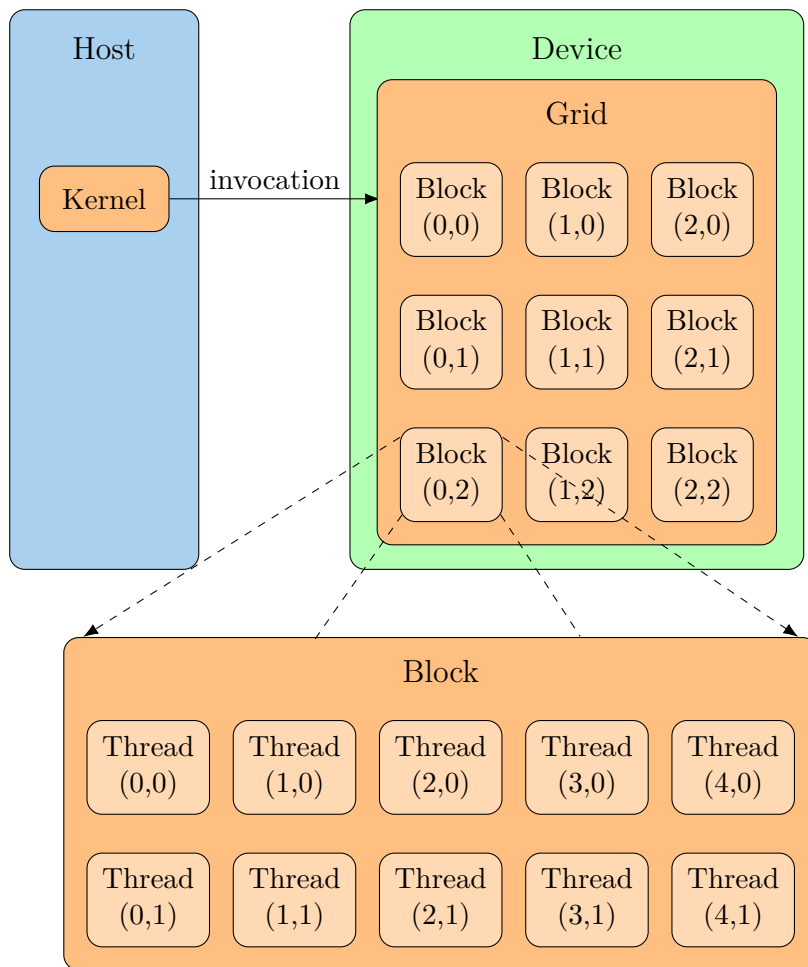 Host
Device
Grid
Kernel
invocation
Block
(0,0)
Block
(1,0)
Block
(2,0)
Block
(0,1)
Block
(1,1)
Block
(2,1)
Block
(0,2)
Block
(1,2)
Block
(2,2)
Block
Thread
(0,0)
Thread
(1,0)
Thread
(2,0)
Thread
(3,0)
Thread
(4,0)
Thread
(0,1)
Thread
(1,1)
Thread
(2,1)
Thread
(3,1)
Thread
(4,1)